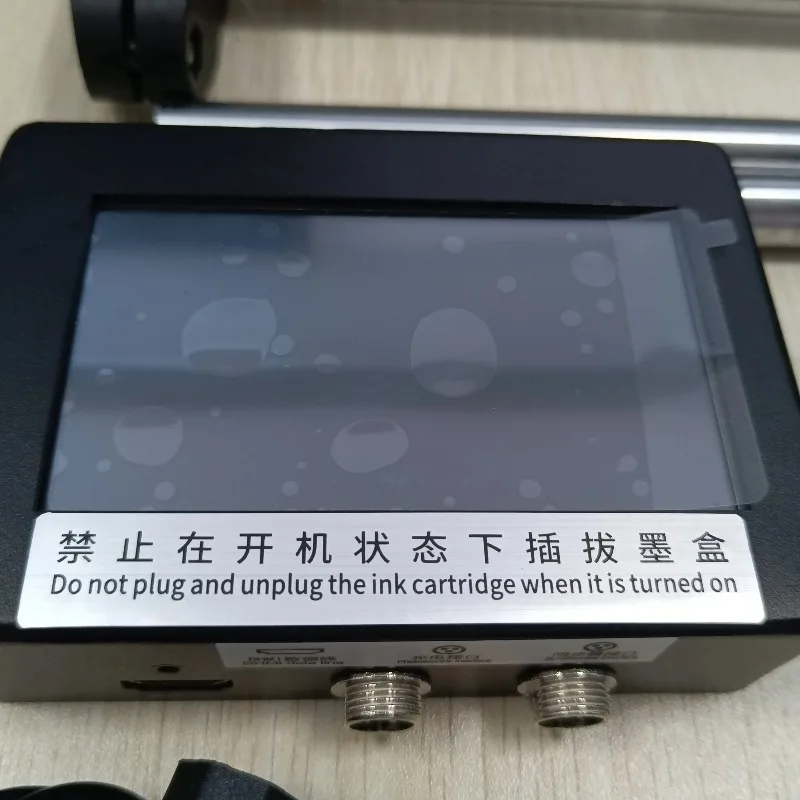 禁止在开机状态下插拔墨盒
Do not plug and unplug the ink cartridge when it is turned on